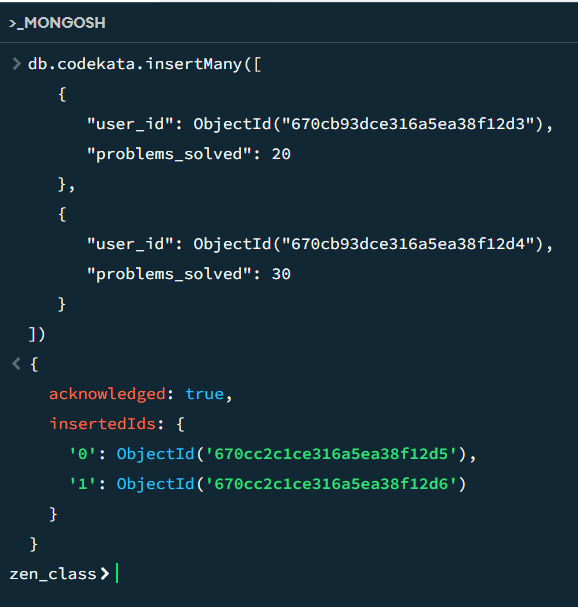 >_MONGOSH
> db.codekata.insertMany([
{
"user_id": ObjectId("670cb93dce316a5ea38f12d3"),
"problems_solved": 20
},
{
"user_id": ObjectId("670cb93dce316a5ea38f12d4"),
"problems_solved": 30
}
])
< {
acknowledged: true,
insertedIds: {
'0': ObjectId('670cc2c1ce316a5ea38f12d5'),
'1': ObjectId('670cc2c1ce316a5ea38f12d6')
}
}
zen_class>